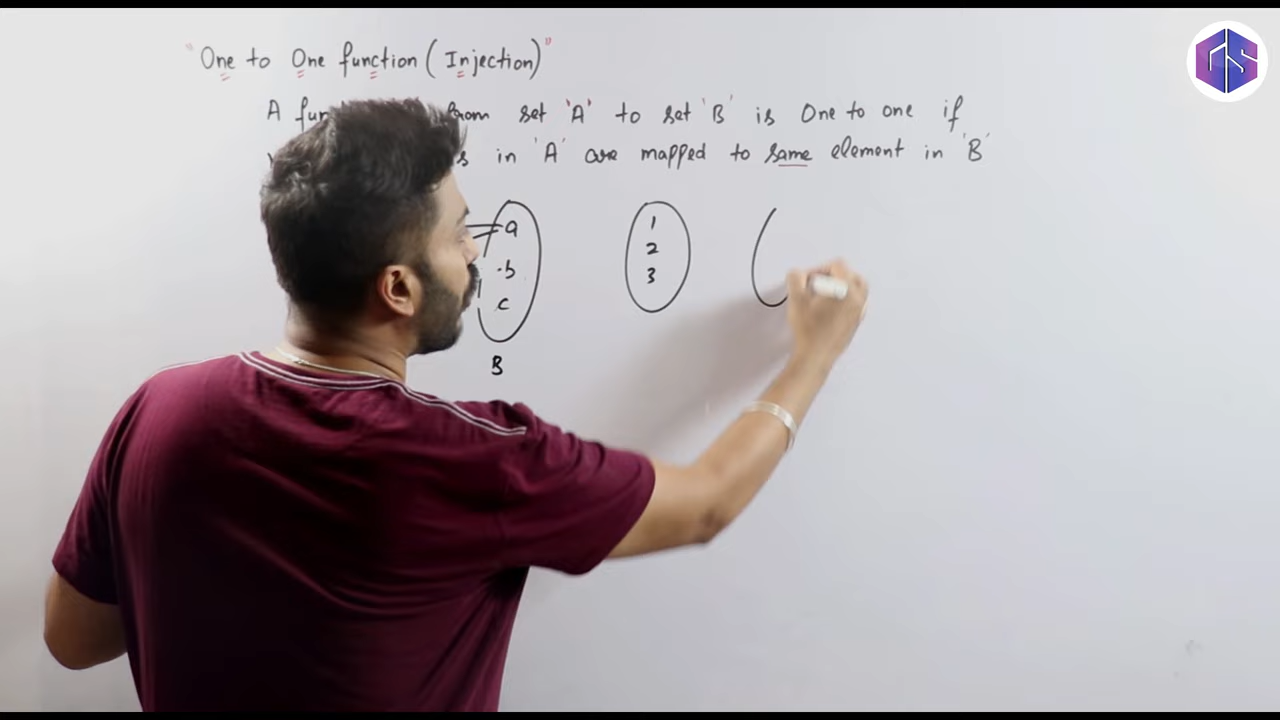 "One to One function (Injection)"
A from set 'A' to set 'B' is One to one if
in 'A' are mapped to same element in 'B'
a
b
c
B
1
2
3